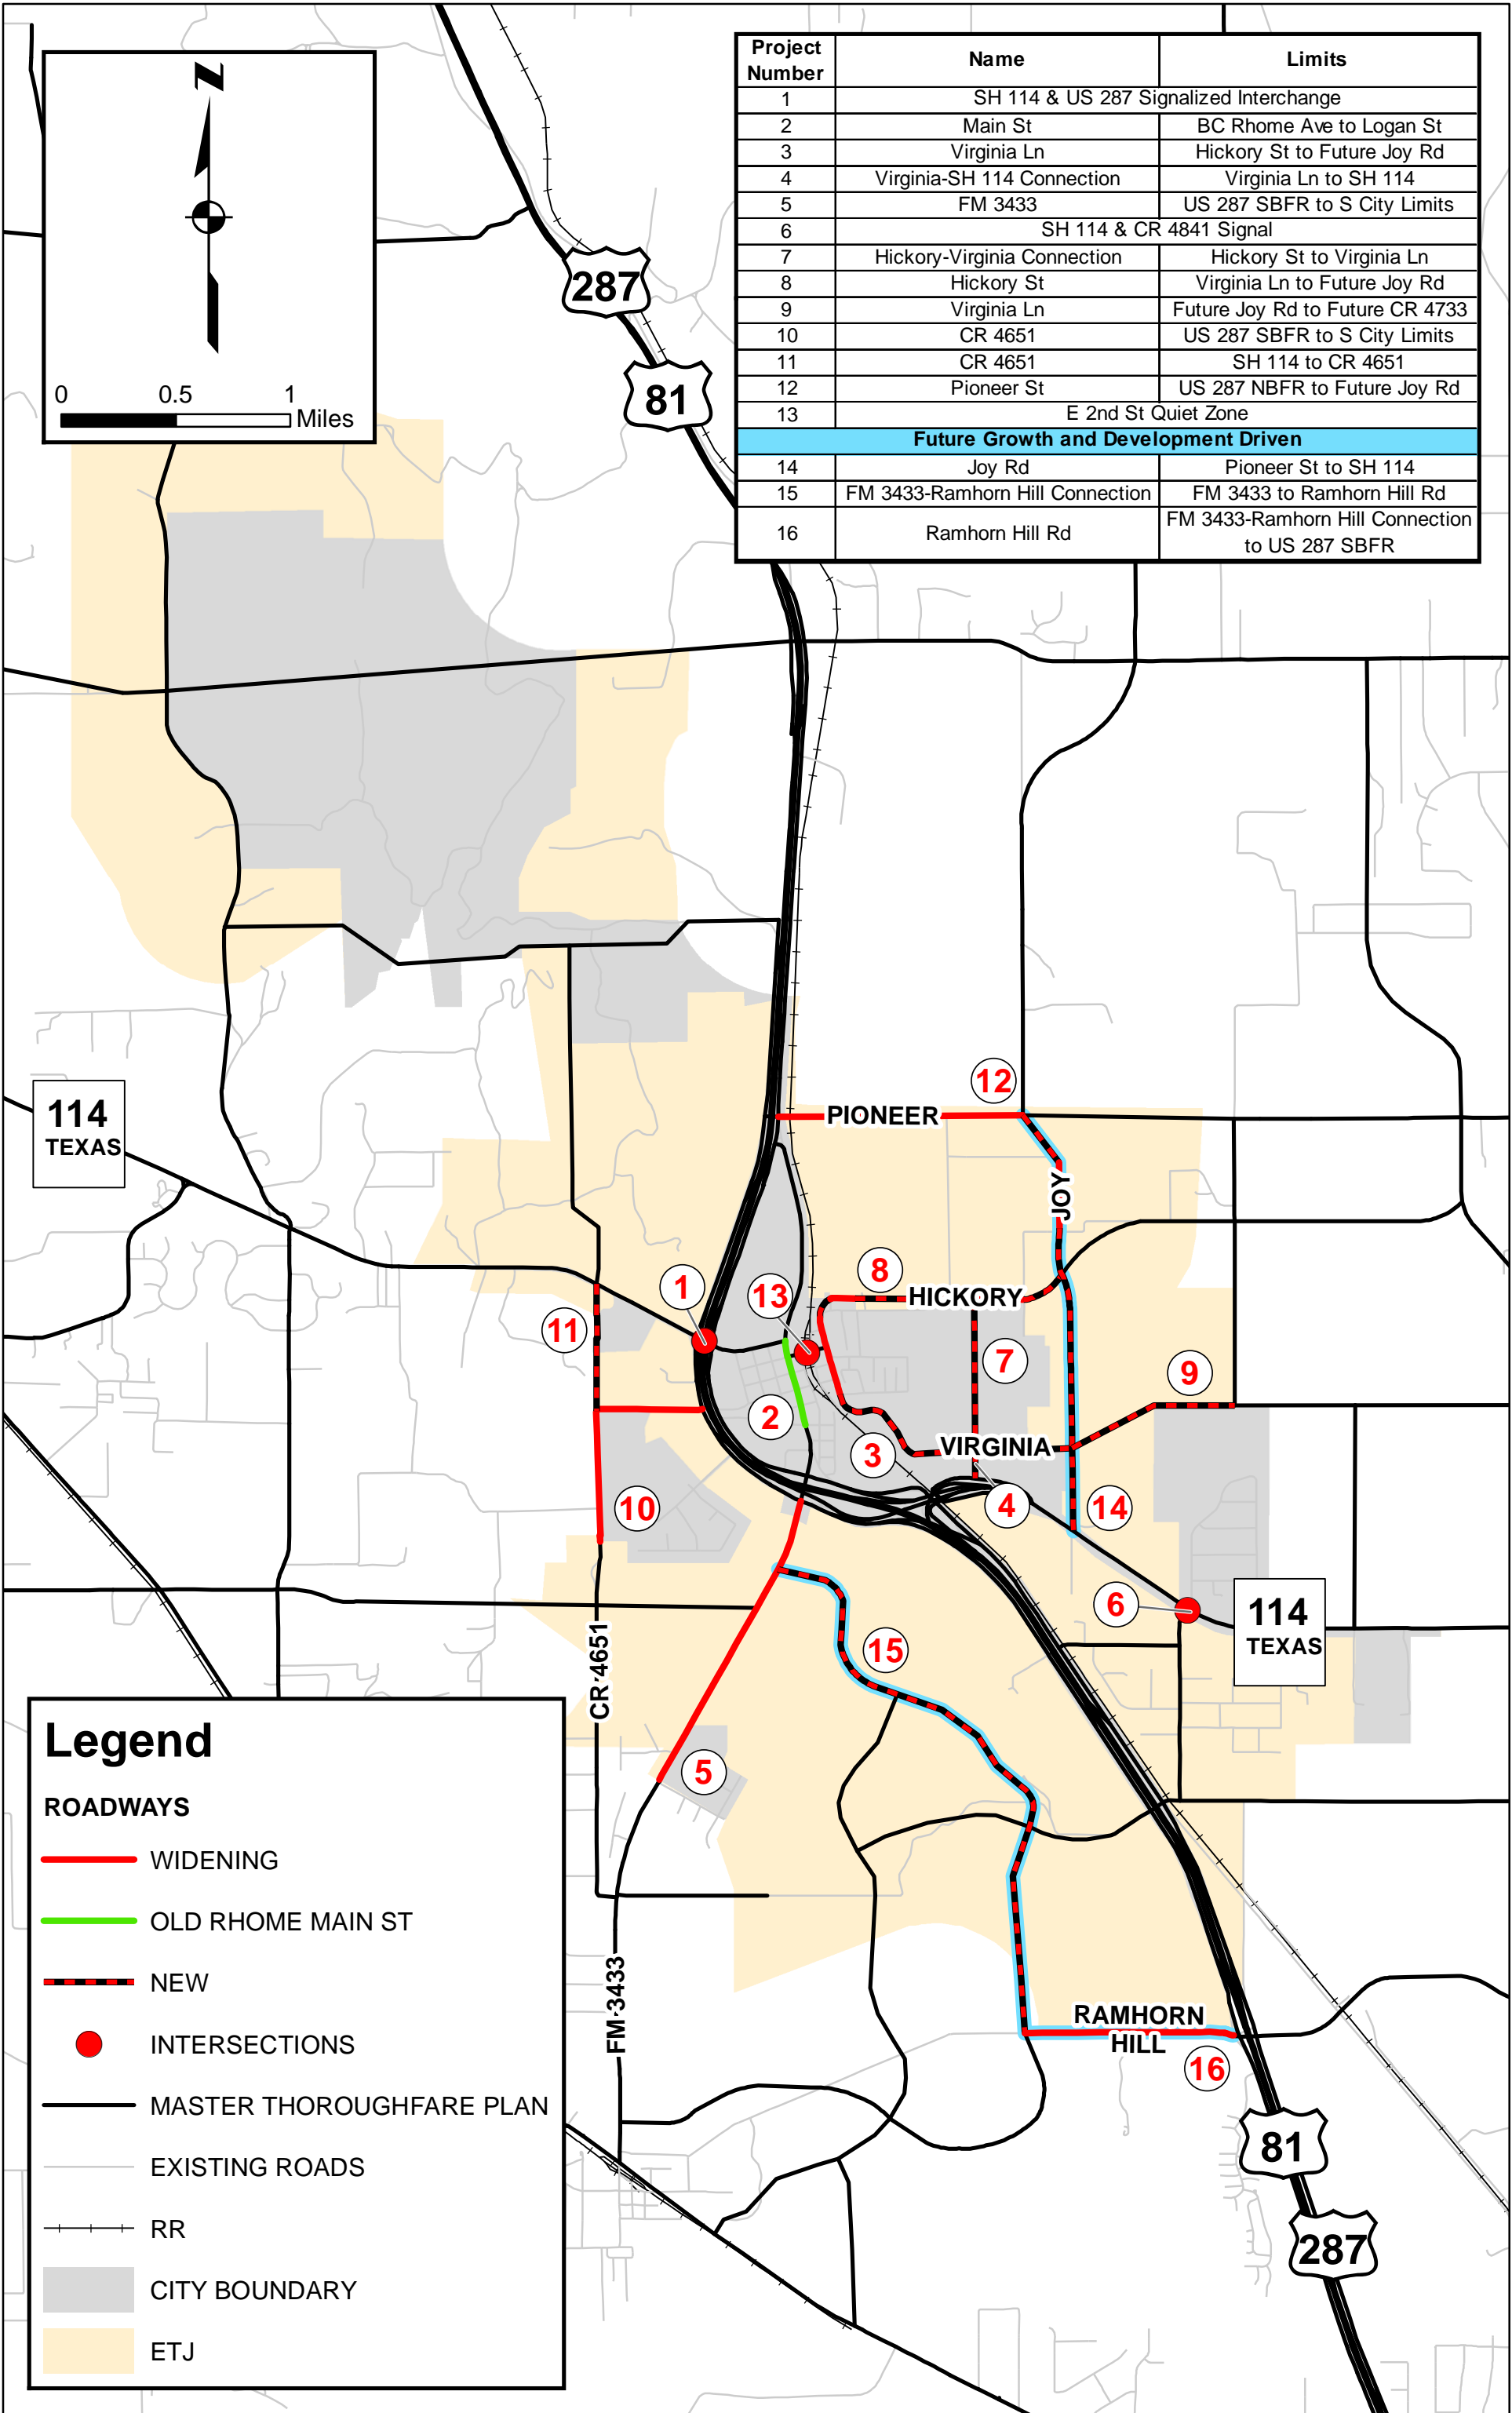 N
0 0.5 1
Miles
Project Number Name Limits
1 SH 114 & US 287 Signalized Interchange
2 Main St BC Rhome Ave to Logan St
3 Virginia Ln Hickory St to Future Joy Rd
4 Virginia-SH 114 Connection Virginia Ln to SH 114
5 FM 3433 US 287 SBFR to S City Limits
6 SH 114 & CR 4841 Signal
7 Hickory-Virginia Connection Hickory St to Virginia Ln
8 Hickory St Virginia Ln to Future Joy Rd
9 Virginia Ln Future Joy Rd to Future CR 4733
10 CR 4651 US 287 SBFR to S City Limits
11 CR 4651 SH 114 to CR 4651
12 Pioneer St US 287 NBFR to Future Joy Rd
13 E 2nd St Quiet Zone
Future Growth and Development Driven
14 Joy Rd Pioneer St to SH 114
15 FM 3433-Ramhorn Hill Connection FM 3433 to Ramhorn Hill Rd
16 Ramhorn Hill Rd FM 3433-Ramhorn Hill Connection
to US 287 SBFR
287
81
12
114
TEXAS
PIONEER
JOY
8
1
13
HICKORY
11
7
9
2
3
VIRGINIA
10
4
14
6
114
TEXAS
15
CR 4651
5
FM 3433
RAMHORN
HILL
16
81
287
Legend
ROADWAYS
WIDENING
OLD RHOME MAIN ST
NEW
INTERSECTIONS
MASTER THOROUGHFARE PLAN
EXISTING ROADS
RR
CITY BOUNDARY
ETJ